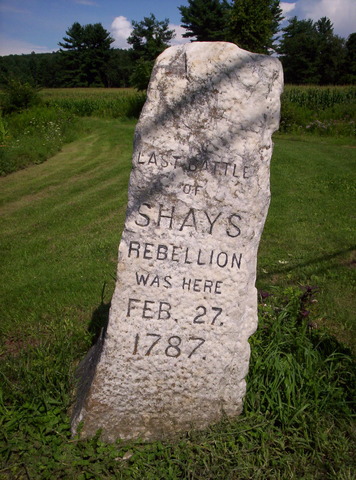 LAST BATTLE
OF
SHAYS
REBELLION
WAS HERE
FEB. 27.
1787.